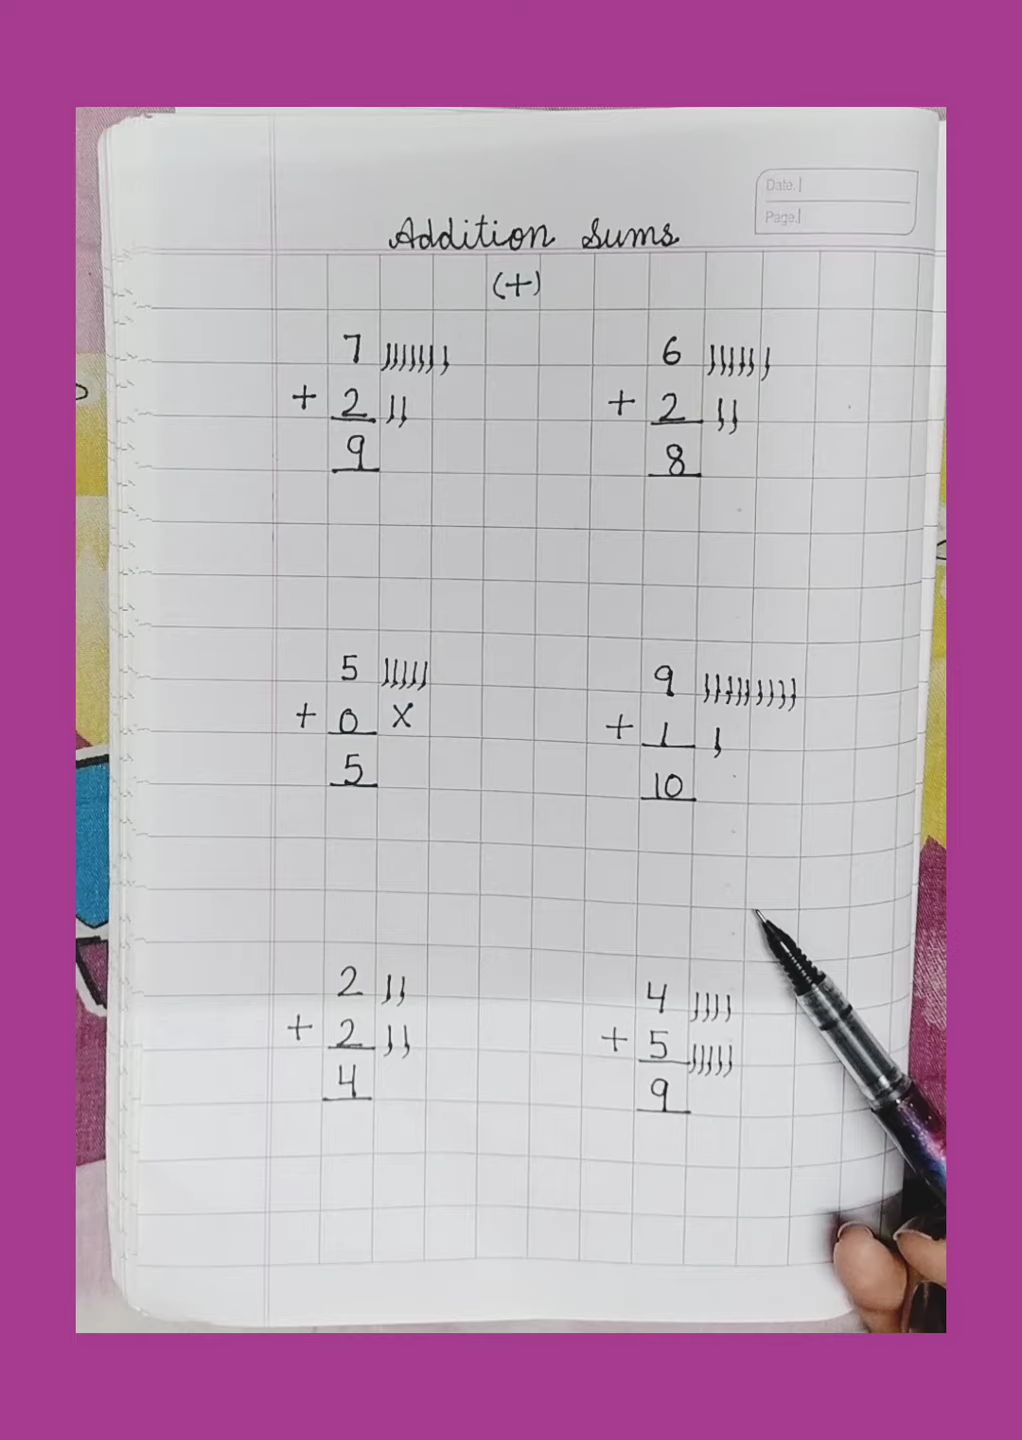 Date.
Page.
Addition Sums
(+)
7 6
+ 2 + 2
9 8
5 9
+ 0 X + 1
5 10
2 4
+ 2 + 5
4 9